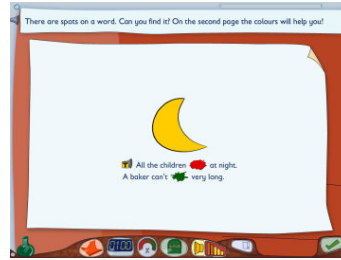 There are spots on a word. Can you find it? On the second page the colours will help you!
All the children at night.
A baker can't very long.